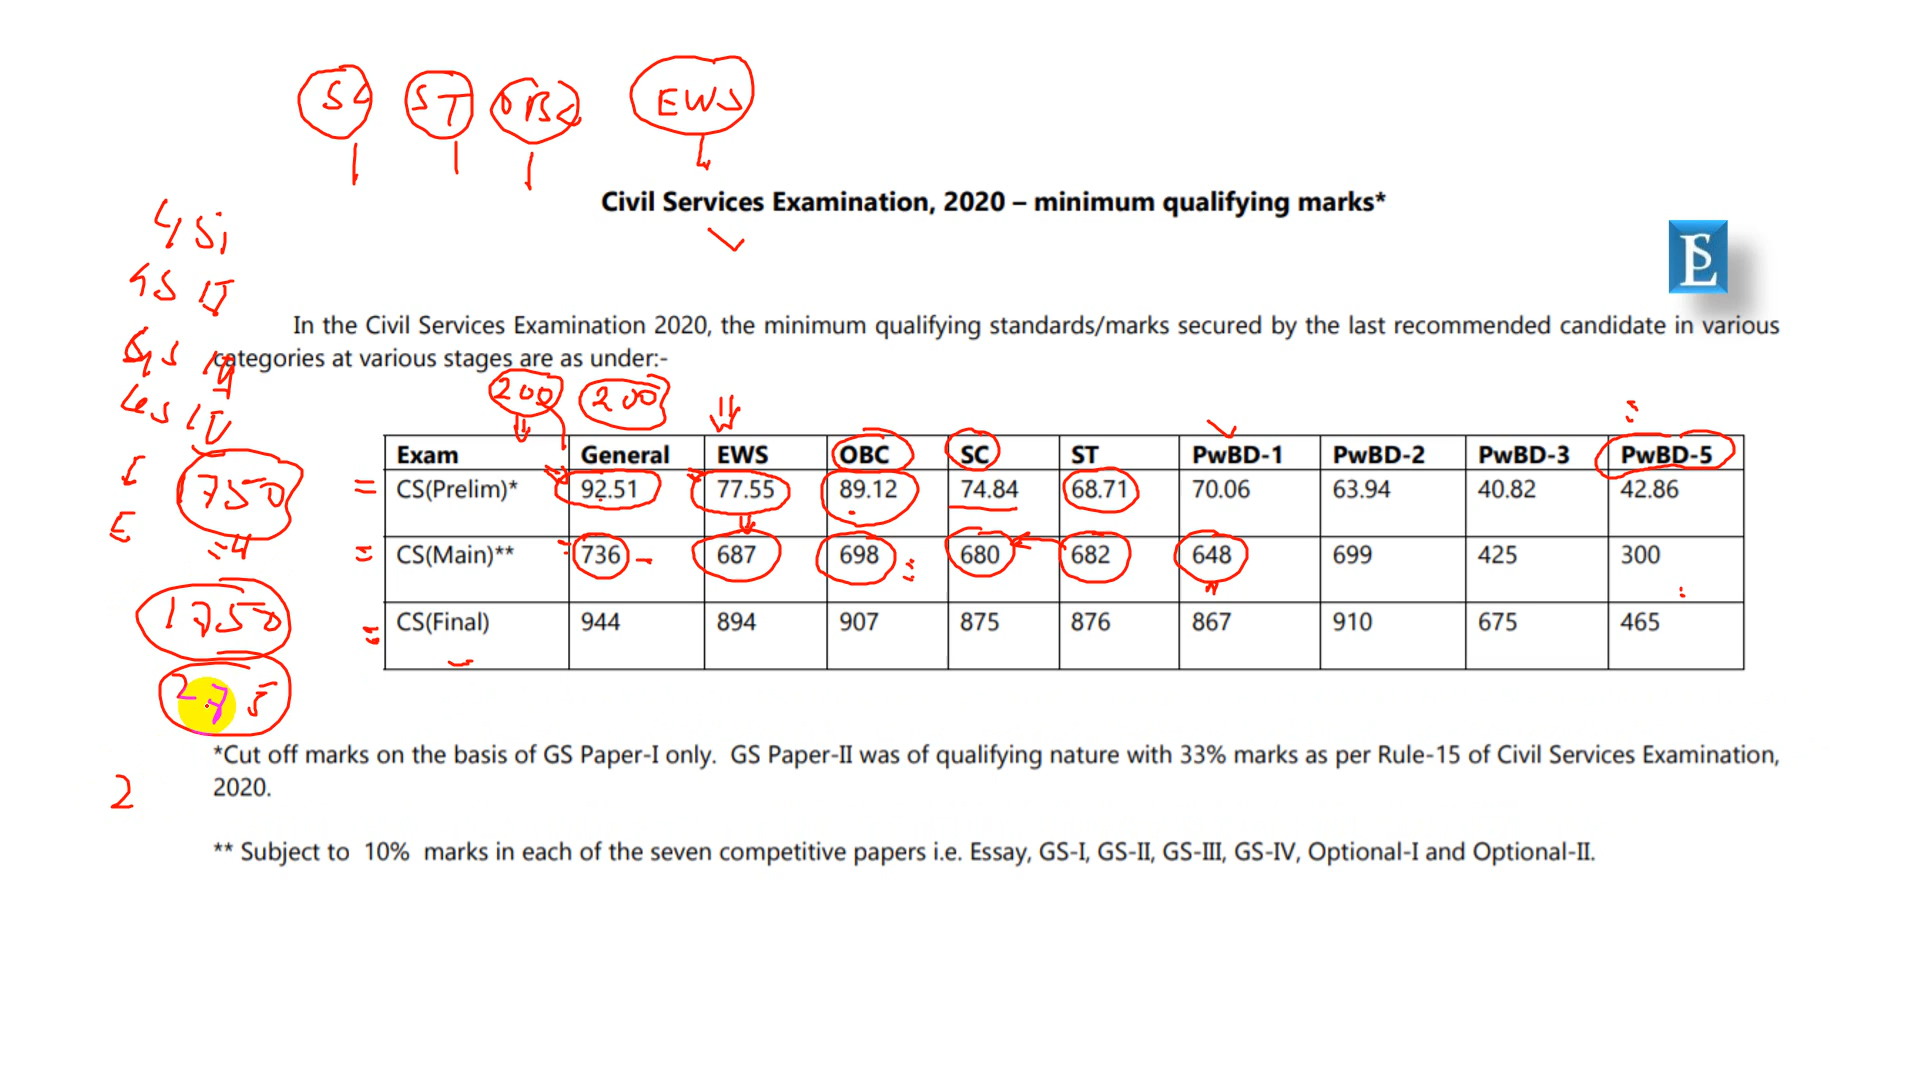 SC ST OBC EWS
Civil Services Examination, 2020 – minimum qualifying marks*
GS I
GS II
GS
GS IV
E
750
1750
275
2
In the Civil Services Examination 2020, the minimum qualifying standards/marks secured by the last recommended candidate in various
categories at various stages are as under:-
200 200
Exam General EWS OBC SC ST PwBD-1 PwBD-2 PwBD-3 PwBD-5
CS(Prelim)* 92.51 77.55 89.12 74.84 68.71 70.06 63.94 40.82 42.86
CS(Main)** 736 687 698 680 682 648 699 425 300
CS(Final) 944 894 907 875 876 867 910 675 465
*Cut off marks on the basis of GS Paper-I only. GS Paper-II was of qualifying nature with 33% marks as per Rule-15 of Civil Services Examination,
2020.
** Subject to 10% marks in each of the seven competitive papers i.e. Essay, GS-I, GS-II, GS-III, GS-IV, Optional-I and Optional-II.